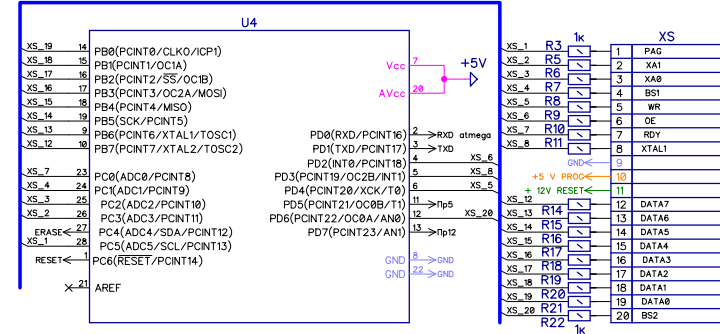 U4
XS_19 14 PB0(PCINT0/CLKO/ICP1)
XS_18 15 PB1(PCINT1/OC1A)
XS_17 16 PB2(PCINT2/SS/OC1B)
XS_16 17 PB3(PCINT3/OC2A/MOSI)
XS_15 18 PB4(PCINT4/MISO)
XS_14 19 PB5(SCK/PCINT5)
XS_13 9 PB6(PCINT6/XTAL1/TOSC1)
XS_12 10 PB7(PCINT7/XTAL2/TOSC2)
XS_7 23 PC0(ADC0/PCINT8)
XS_4 24 PC1(ADC1/PCINT9)
XS_3 25 PC2(ADC2/PCINT10)
XS_2 26 PC3(ADC3/PCINT11)
ERASE 27 PC4(ADC4/SDA/PCINT12)
XS_1 28 PC5(ADC5/SCL/PCINT13)
RESET 1 PC6(RESET/PCINT14)
21 AREF
Vcc 7 +5V
AVcc 20
PD0(RXD/PCINT16) 2 RXD atmega
PD1(TXD/PCINT17) 3 TXD
PD2(INT0/PCINT18) 4 XS_6
PD3(PCINT19/OC2B/INT1) 5 XS_8
PD4(PCINT20/XCK/T0) 6 XS_5
PD5(PCINT21/OC0B/T1) 11 Пр5
PD6(PCINT22/OC0A/AN0) 12 XS_20
PD7(PCINT23/AN1) 13 Пр12
GND 8 GND
GND 22 GND
1к XS
XS_1 R3 1 PAG
XS_2 R5 2 XA1
XS_3 R6 3 XA0
XS_4 R7 4 BS1
XS_5 R8 5 WR
XS_6 R9 6 OE
XS_7 R10 7 RDY
XS_8 R11 8 XTAL1
GND 9
+5 V PROG 10
+ 12V RESET 11
XS_12 R14 12 DATA7
XS_13 R15 13 DATA6
XS_14 R16 14 DATA5
XS_15 R17 15 DATA4
XS_16 R18 16 DATA3
XS_17 R19 17 DATA2
XS_18 R20 18 DATA1
XS_19 R21 19 DATA0
XS_20 R22 20 BS2
1к